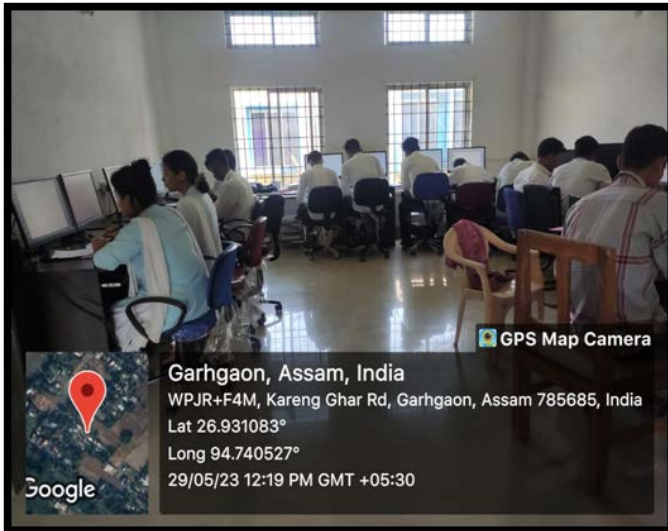 GPS Map Camera
Garhgaon, Assam, India
WPJR+F4M, Kareng Ghar Rd, Garhgaon, Assam 785685, India
Lat 26.931083°
Long 94.740527°
29/05/23 12:19 PM GMT +05:30
Google